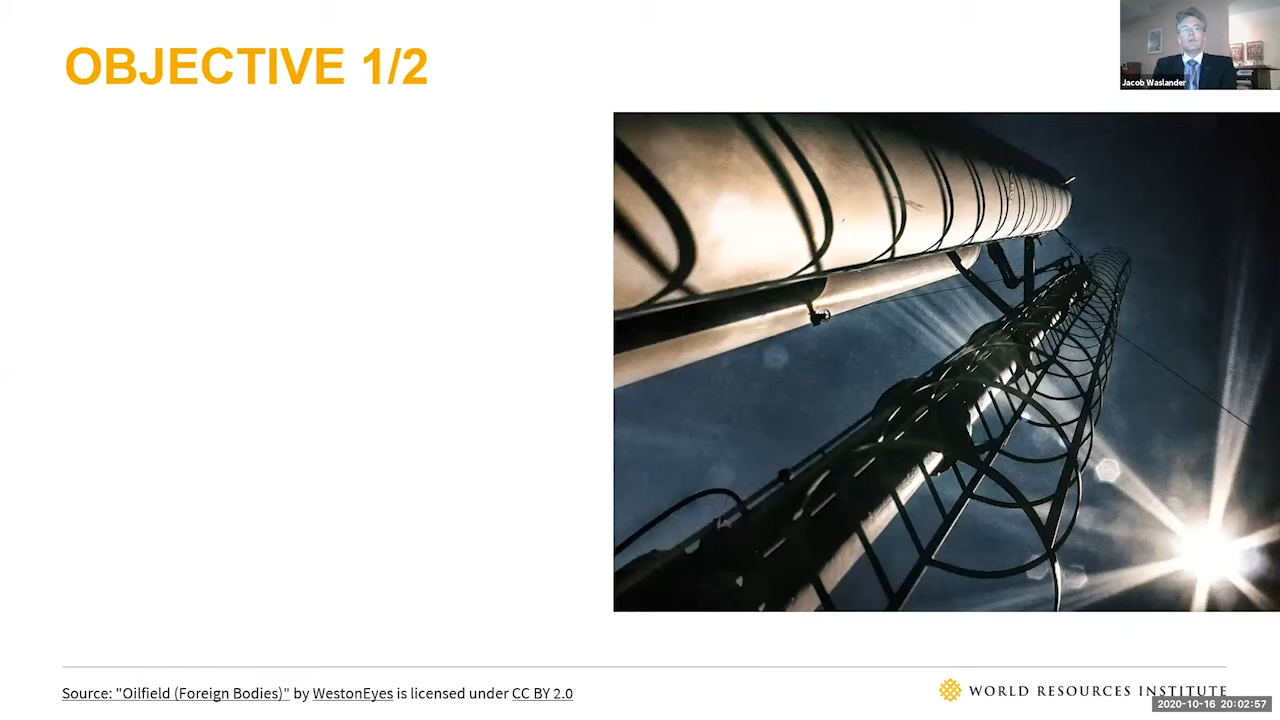 OBJECTIVE 1/2
Jacob Waslander
Source: "Oilfield (Foreign Bodies)" by WestonEyes is licensed under CC BY 2.0
WORLD RESOURCES INSTITUTE
2020-10-16 20:02:57